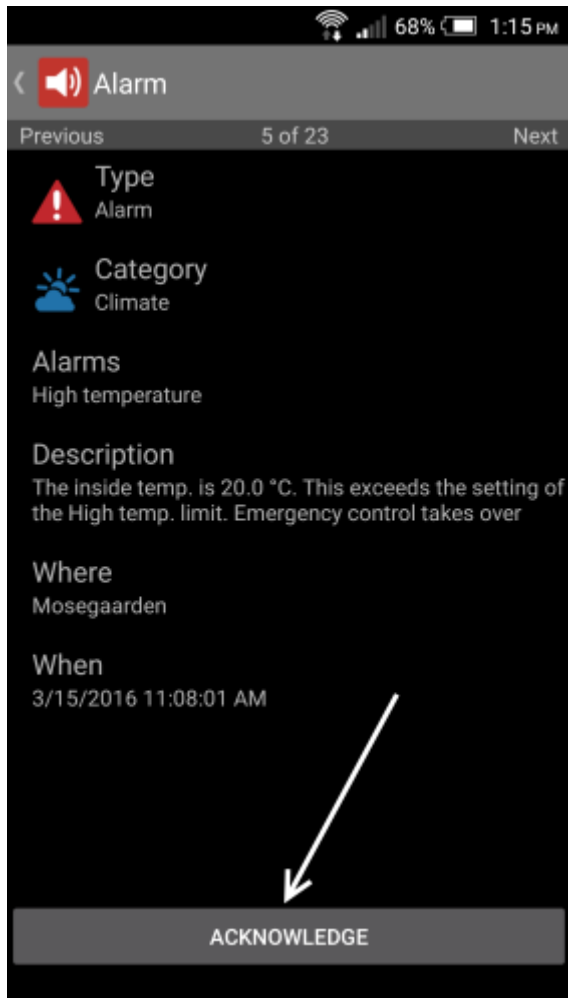 68% 1:15 PM
Alarm
Previous 5 of 23 Next
Type
Alarm
Category
Climate
Alarms
High temperature
Description
The inside temp. is 20.0 °C. This exceeds the setting of
the High temp. limit. Emergency control takes over
Where
Mosegaarden
When
3/15/2016 11:08:01 AM
ACKNOWLEDGE